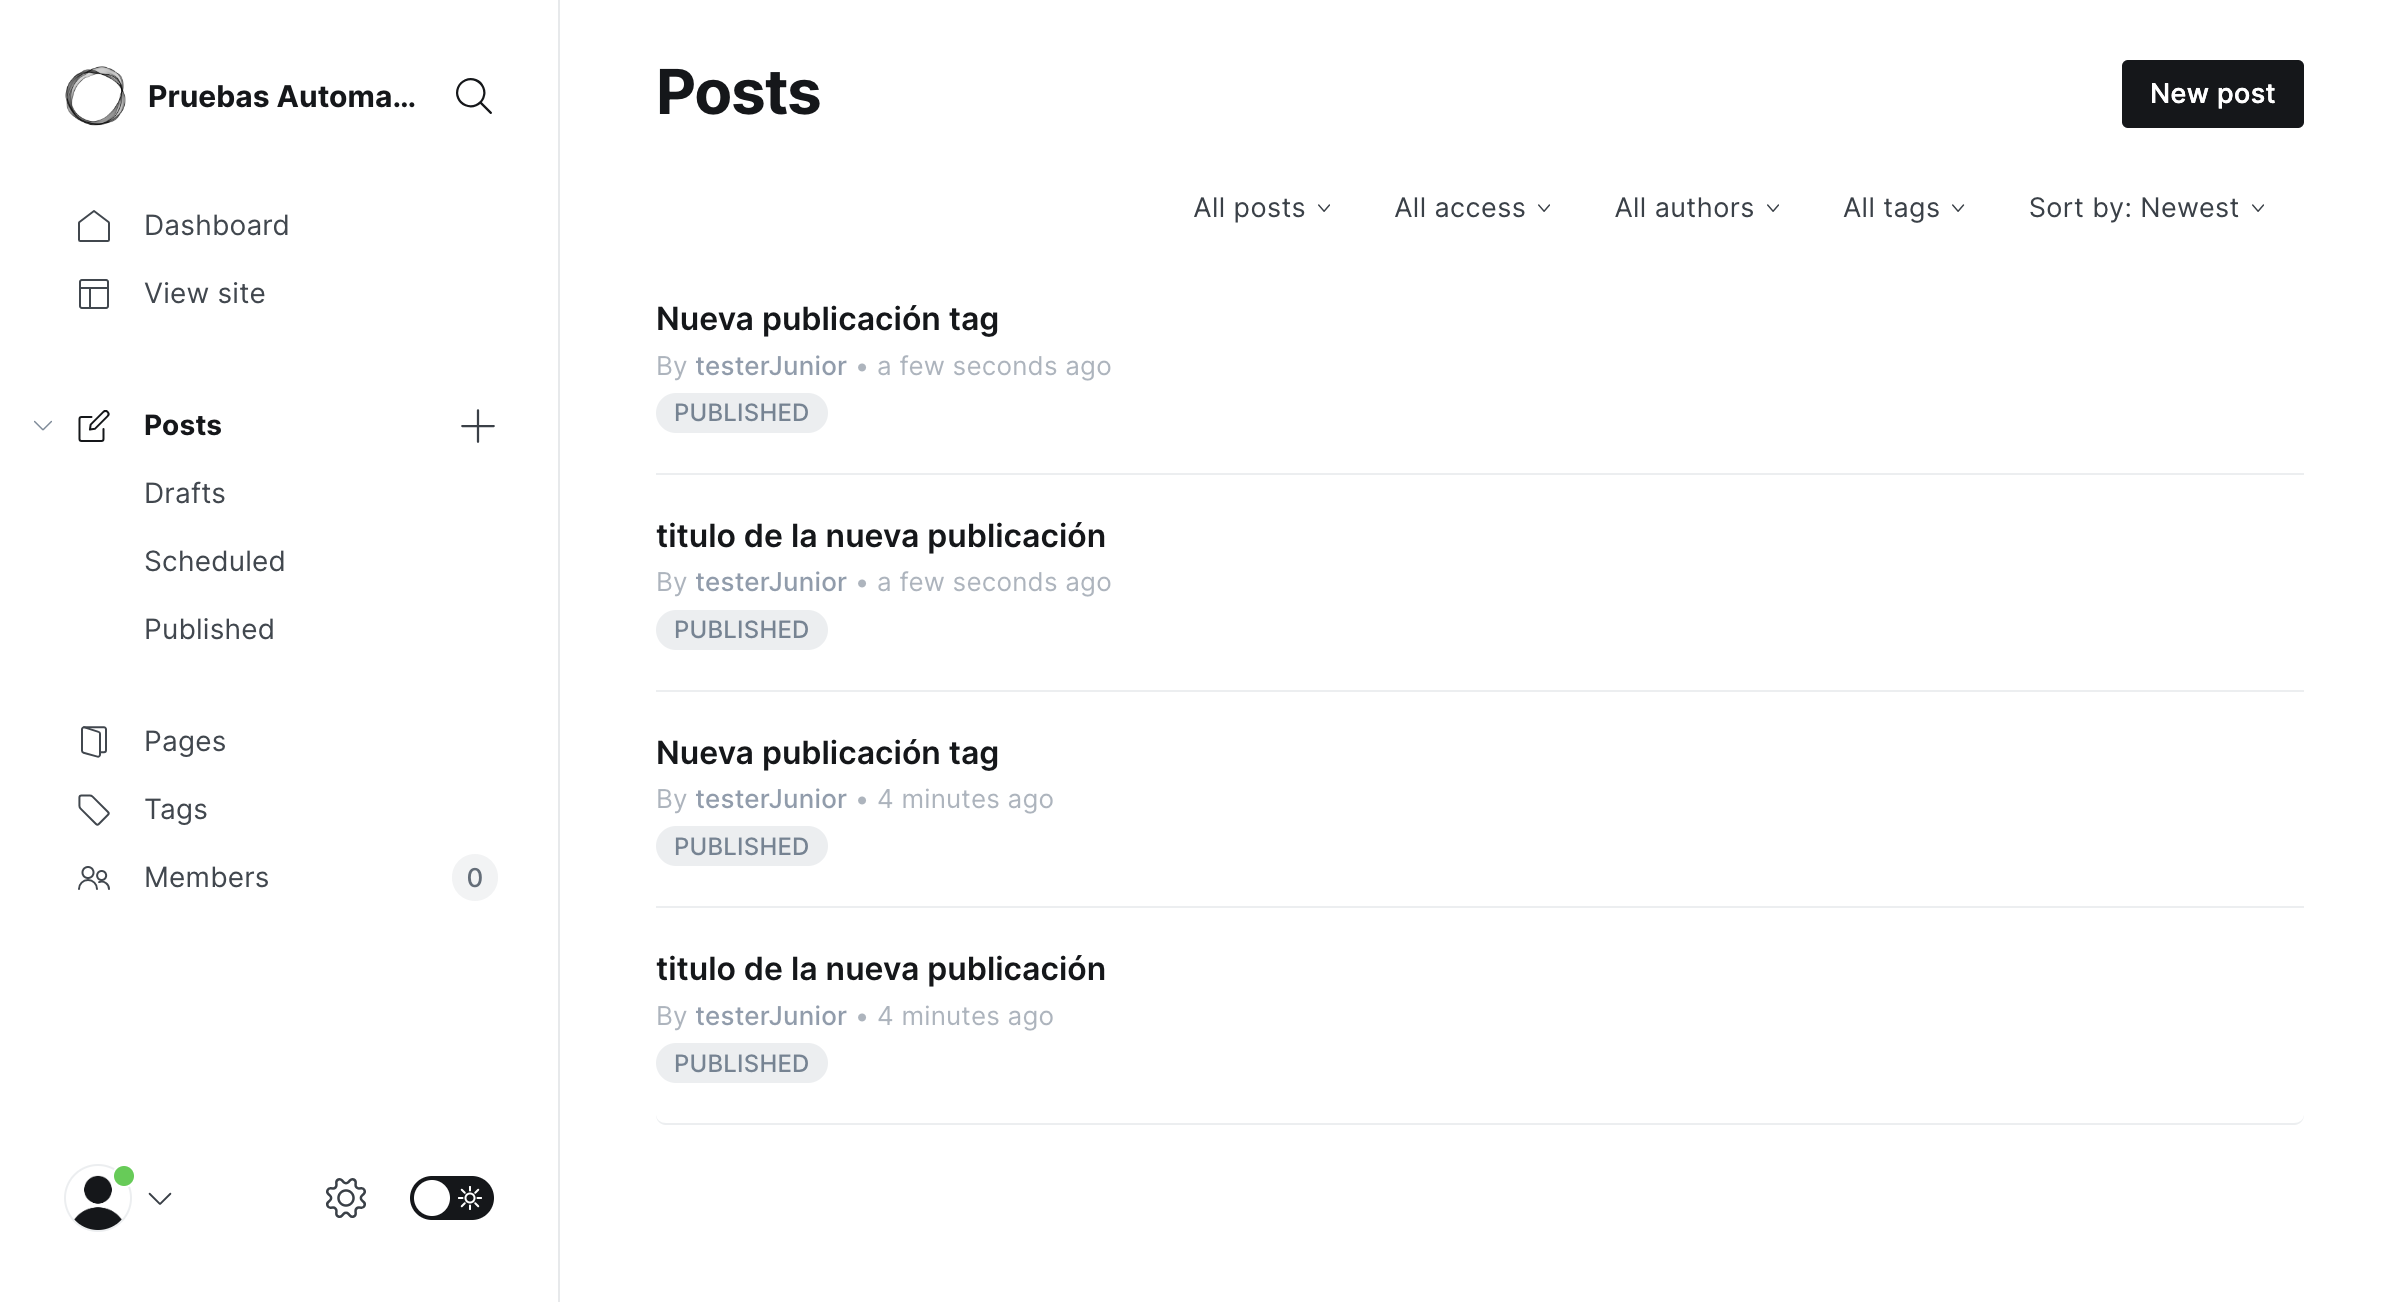 Pruebas Automa...
Dashboard
View site
Posts
Drafts
Scheduled
Published
Pages
Tags
Members 0
Posts
New post
All posts All access All authors All tags Sort by: Newest
Nueva publicación tag
By testerJunior • a few seconds ago
PUBLISHED
titulo de la nueva publicación
By testerJunior • a few seconds ago
PUBLISHED
Nueva publicación tag
By testerJunior • 4 minutes ago
PUBLISHED
titulo de la nueva publicación
By testerJunior • 4 minutes ago
PUBLISHED